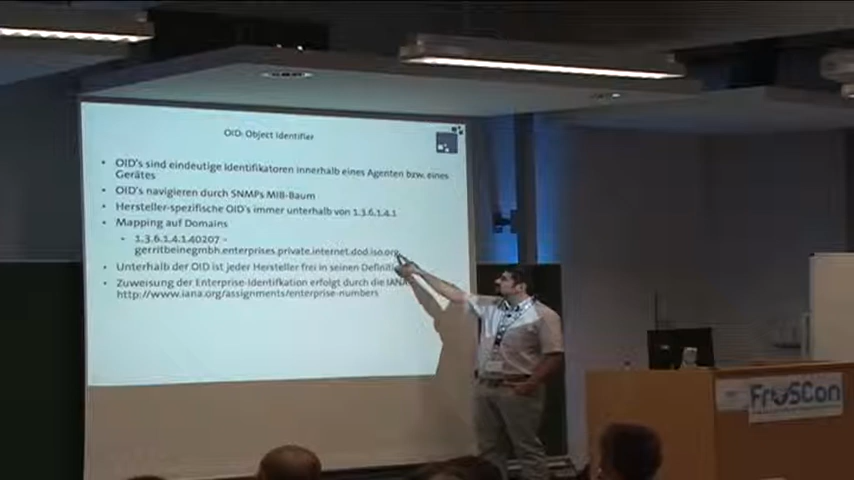 OID: Object Identifier
• OID's sind eindeutige Identifikatoren innerhalb eines Agenten bzw. eines
Gerätes
• OID's navigieren durch SNMPs MIB-Baum
• Hersteller-spezifische OID's immer unterhalb von 1.3.6.1.4.1
• Mapping auf Domains
• 1.3.6.1.4.1.40207 -
gerritbeinegmbh.enterprises.private.internet.dod.iso.org
• Unterhalb der OID ist jeder Hersteller frei in seinen
• Zuweisung der Enterprise-Identifikation erfolgt durch die IANA
http://www.iana.org/assignments/enterprise-numbers
FrOSCon